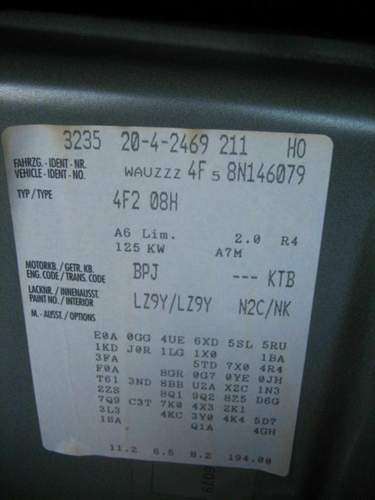 3235 20-4-2469 211 HO
FAHRZG. - IDENT - NR.
VEHICLE - IDENT - NO. WAUZZZ 4F5 8N146079
TYP / TYPE 4F2 08H
A6 Lim. 2.0 R4
125 KW A7M
MOTORKB. / GETR. KB.
ENG. CODE / TRANS. CODE BPJ --- KTB
LACKNR. / INNENAUSST.
PAINT NO. / INTERIOR LZ9Y/LZ9Y N2C/NK
M. - AUSST. / OPTIONS
E0A 0GG 4UE 6XD 5SL 5RU
1KD J0R 1LG 1X0 1BA
3FA 5TD 7X0 4R4
F0A 8GR 0G7 0YE 0JH
T61 3ND 8BB U2A X2C 1N3
2ZS 8Q1 9Q2 8Z5 D6G
7Q9 C3T 7K0 4X3 2K1
3L3 4KC 3Y0 4K4 5D7
1SA Q1A 4GH
11.2 6.5 8.2 194.00